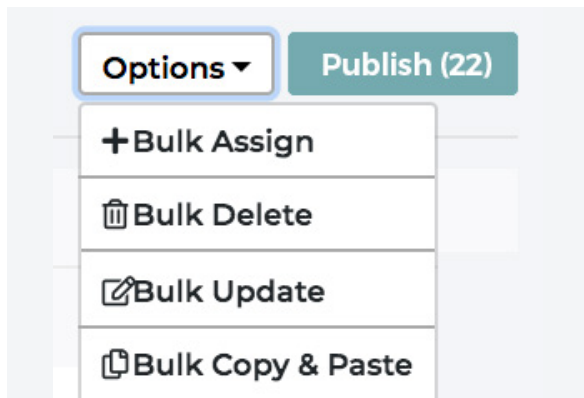 Options Publish (22)
Bulk Assign
Bulk Delete
Bulk Update
Bulk Copy & Paste